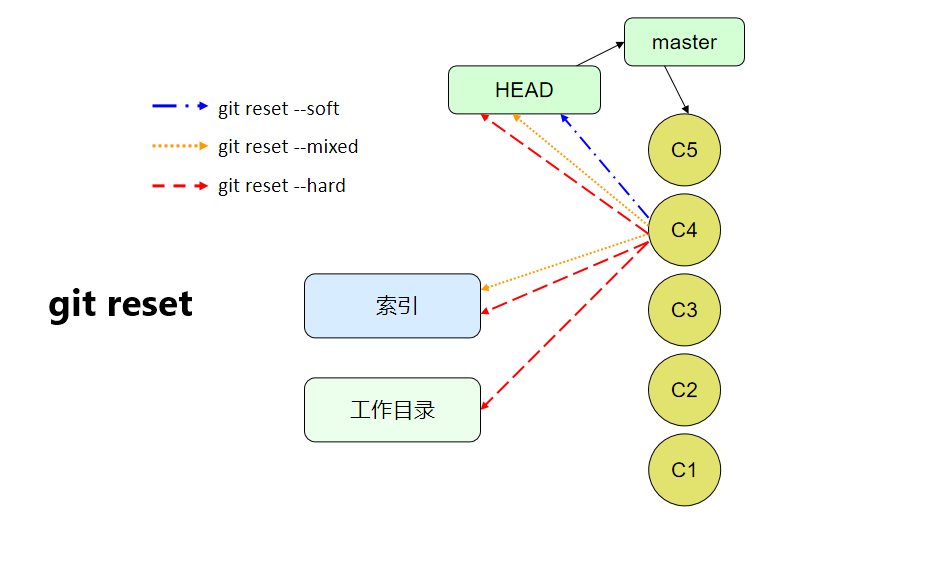 master
HEAD
git reset --soft
git reset --mixed
git reset --hard
C5
C4
git reset
索引
C3
工作目录
C2
C1